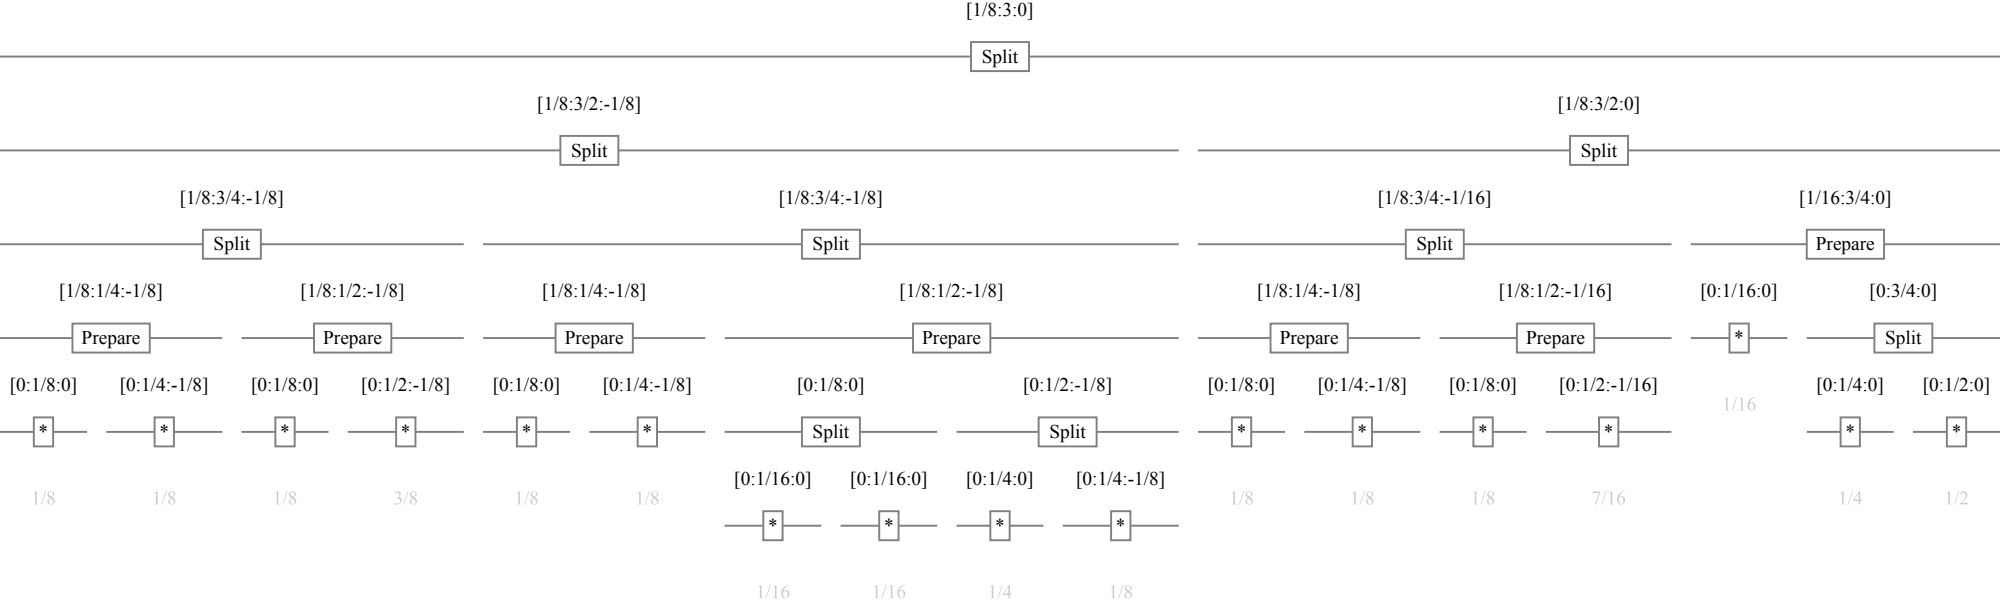 [1/8:3:0]
Split
[1/8:3/2:-1/8] [1/8:3/2:0]
Split Split
[1/8:3/4:-1/8] [1/8:3/4:-1/8] [1/8:3/4:-1/16] [1/16:3/4:0]
Split Split Split Prepare
[1/8:1/4:-1/8] [1/8:1/2:-1/8] [1/8:1/4:-1/8] [1/8:1/2:-1/8] [1/8:1/4:-1/8] [1/8:1/2:-1/16] [0:1/16:0] [0:3/4:0]
Prepare Prepare Prepare Prepare Prepare Prepare * Split
[0:1/8:0] [0:1/4:-1/8] [0:1/8:0] [0:1/2:-1/8] [0:1/8:0] [0:1/4:-1/8] [0:1/8:0] [0:1/2:-1/8] [0:1/8:0] [0:1/4:-1/8] [0:1/8:0] [0:1/2:-1/16] [0:1/4:0] [0:1/2:0]
1/16
* * * * * * Split Split * * * * * *
[0:1/16:0] [0:1/16:0] [0:1/4:0] [0:1/4:-1/8]
1/8 1/8 1/8 3/8 1/8 1/8 1/8 1/8 1/8 7/16 1/4 1/2
* * * *
1/16 1/16 1/4 1/8